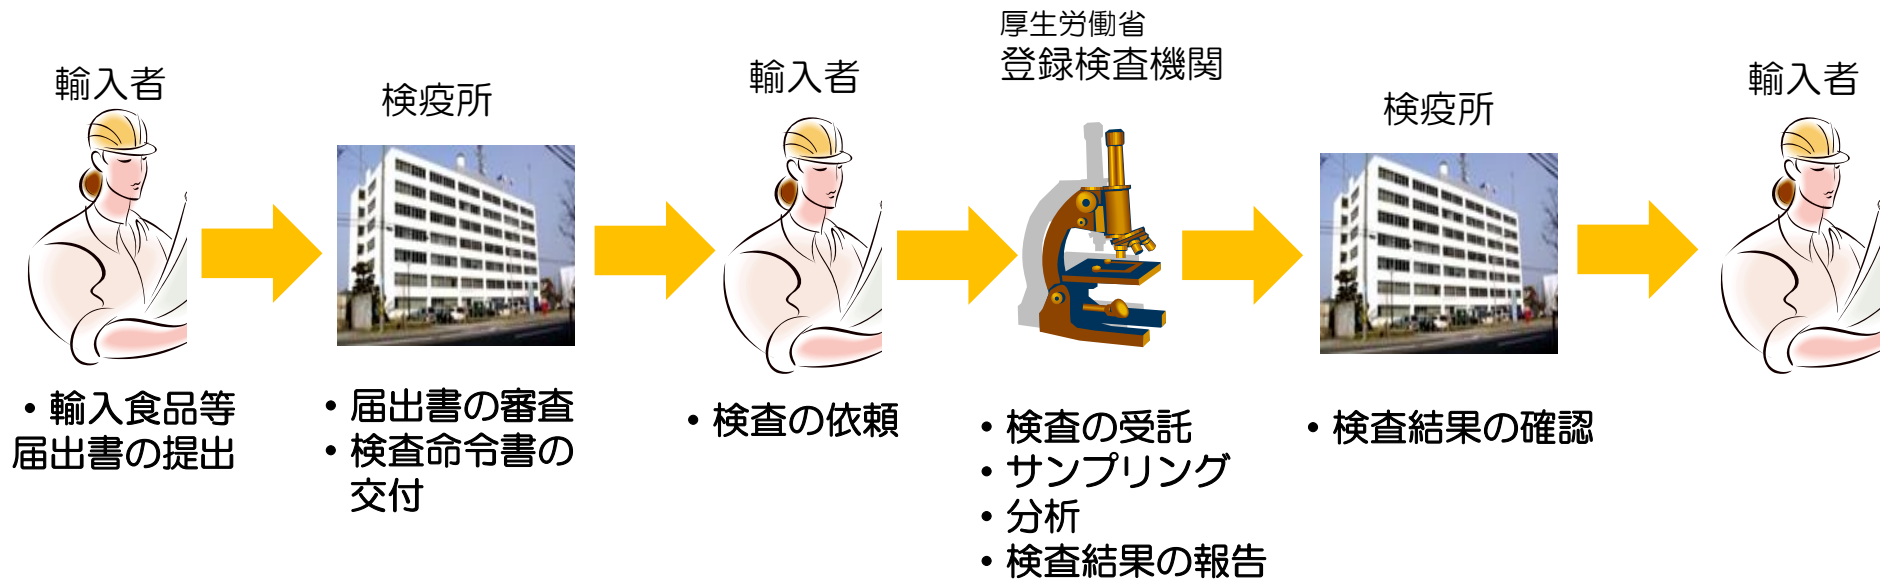 輸入者
・輸入食品等
届出書の提出
検疫所
・届出書の審査
・検査命令書の
交付
輸入者
・検査の依頼
厚生労働省
登録検査機関
・検査の受託
・サンプリング
・分析
・検査結果の報告
検疫所
・検査結果の確認
輸入者